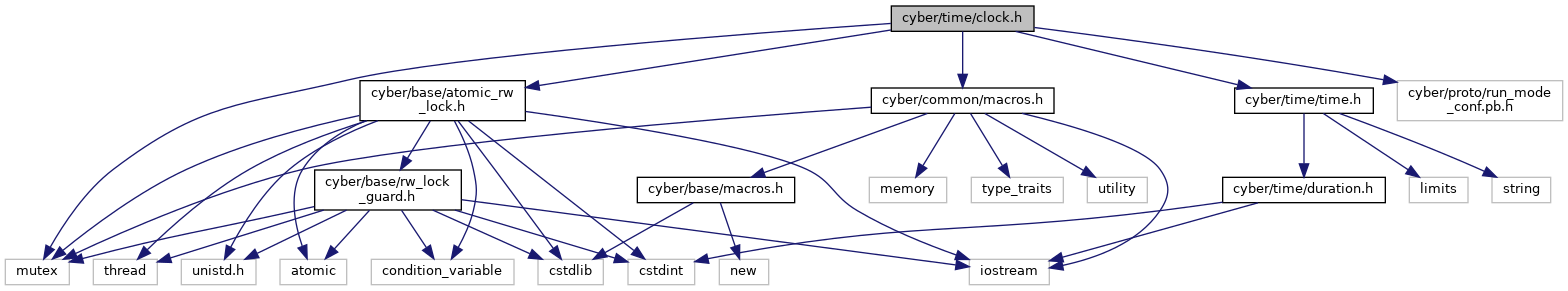 cyber/time/clock.h
cyber/base/atomic_rw
_lock.h
cyber/common/macros.h
cyber/time/time.h
cyber/proto/run_mode
_conf.pb.h
cyber/base/rw_lock
_guard.h
cyber/base/macros.h
memory
type_traits
utility
cyber/time/duration.h
limits
string
mutex
thread
unistd.h
atomic
condition_variable
cstdlib
cstdint
new
iostream